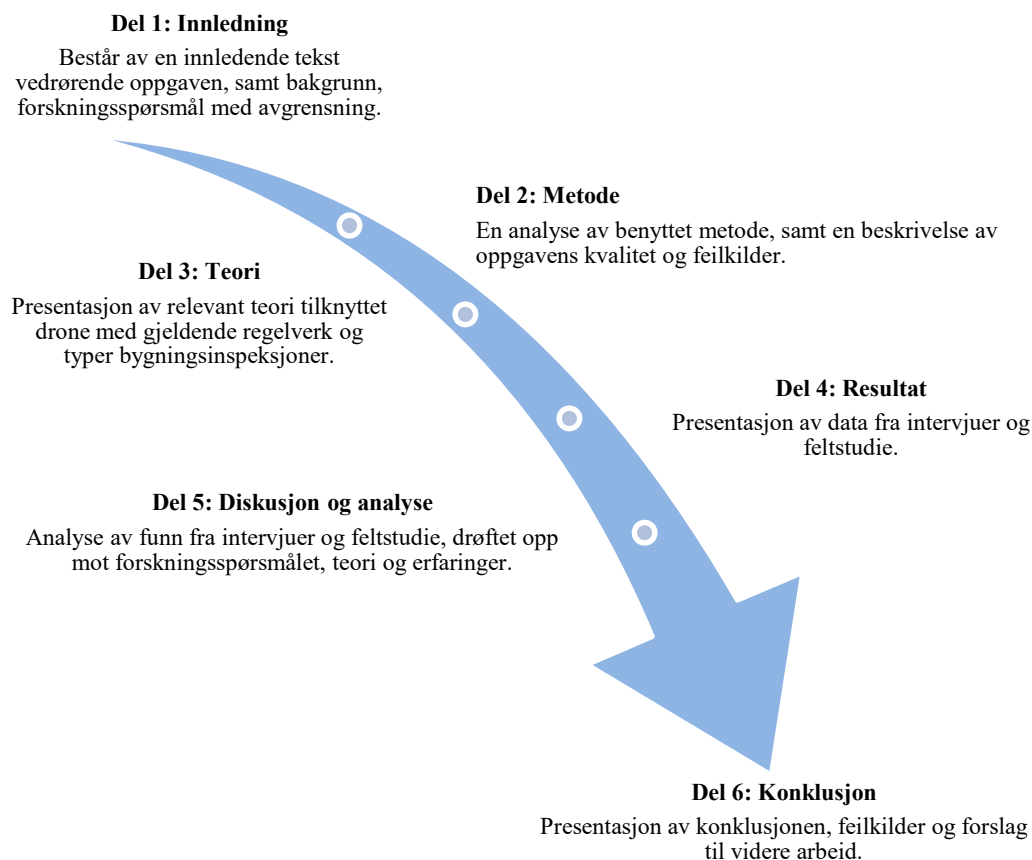 Del 1: Innledning
Består av en innledende tekst
vedrørende oppgaven, samt bakgrunn,
forskningsspørsmål med avgrensning.
Del 2: Metode
En analyse av benyttet metode, samt en beskrivelse av
oppgavens kvalitet og feilkilder.
Del 3: Teori
Presentasjon av relevant teori tilknyttet
drone med gjeldende regelverk og
typer bygningsinspeksjoner.
Del 4: Resultat
Presentasjon av data fra intervjuer og
feltstudie.
Del 5: Diskusjon og analyse
Analyse av funn fra intervjuer og feltstudie, drøftet opp
mot forskningsspørsmålet, teori og erfaringer.
Del 6: Konklusjon
Presentasjon av konklusjonen, feilkilder og forslag
til videre arbeid.